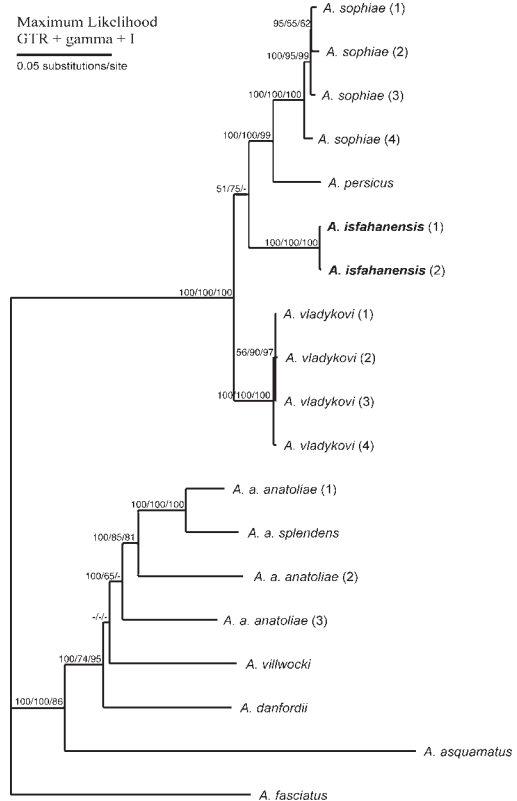 Maximum Likelihood
GTR + gamma + I
0.05 substitutions/site
A. sophiae (1)
95/55/62
A. sophiae (2)
100/95/99
A. sophiae (3)
100/100/100
A. sophiae (4)
100/100/99
A. persicus
51/75/-
A. isfahanensis (1)
100/100/100
A. isfahanensis (2)
100/100/100
A. vladykovi (1)
56/90/97
A. vladykovi (2)
100/100/100
A. vladykovi (3)
A. vladykovi (4)
A. a. anatoliae (1)
100/100/100
A. a. splendens
100/85/81
A. a. anatoliae (2)
100/65/-
A. a. anatoliae (3)
-/-/-
A. villwocki
100/74/95
A. danfordii
100/100/86
A. asquamatus
A. fasciatus